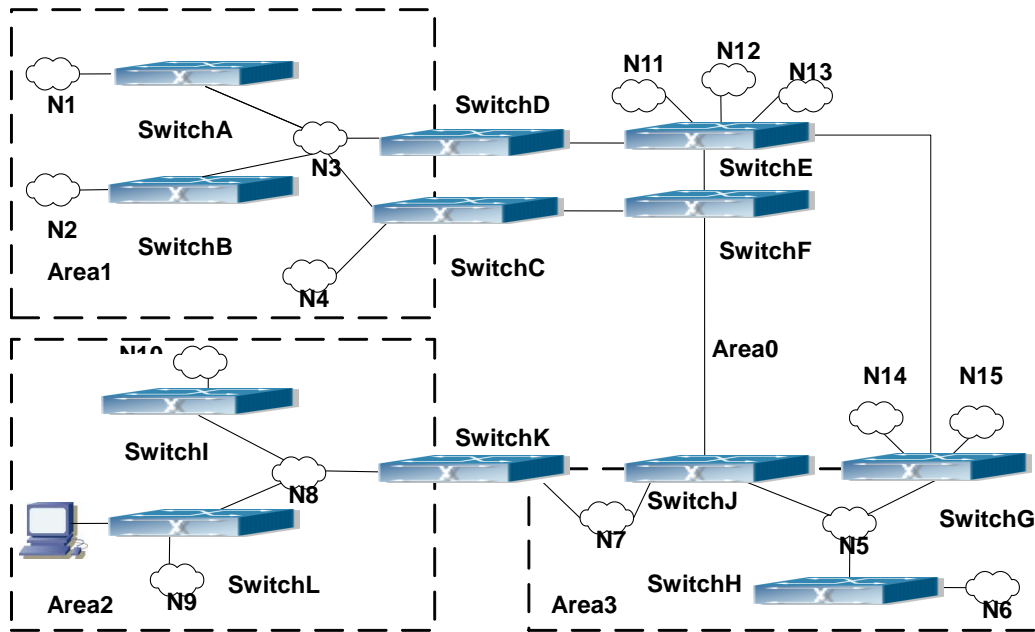 N11
N12
N13
N1
SwitchD
SwitchA
N3
SwitchE
N2
SwitchB
SwitchF
Area1
N4
SwitchC
N10
Area0
N14
N15
SwitchI
SwitchK
N8
SwitchJ
SwitchG
N7
N5
SwitchL
SwitchH
Area2
N9
Area3
N6